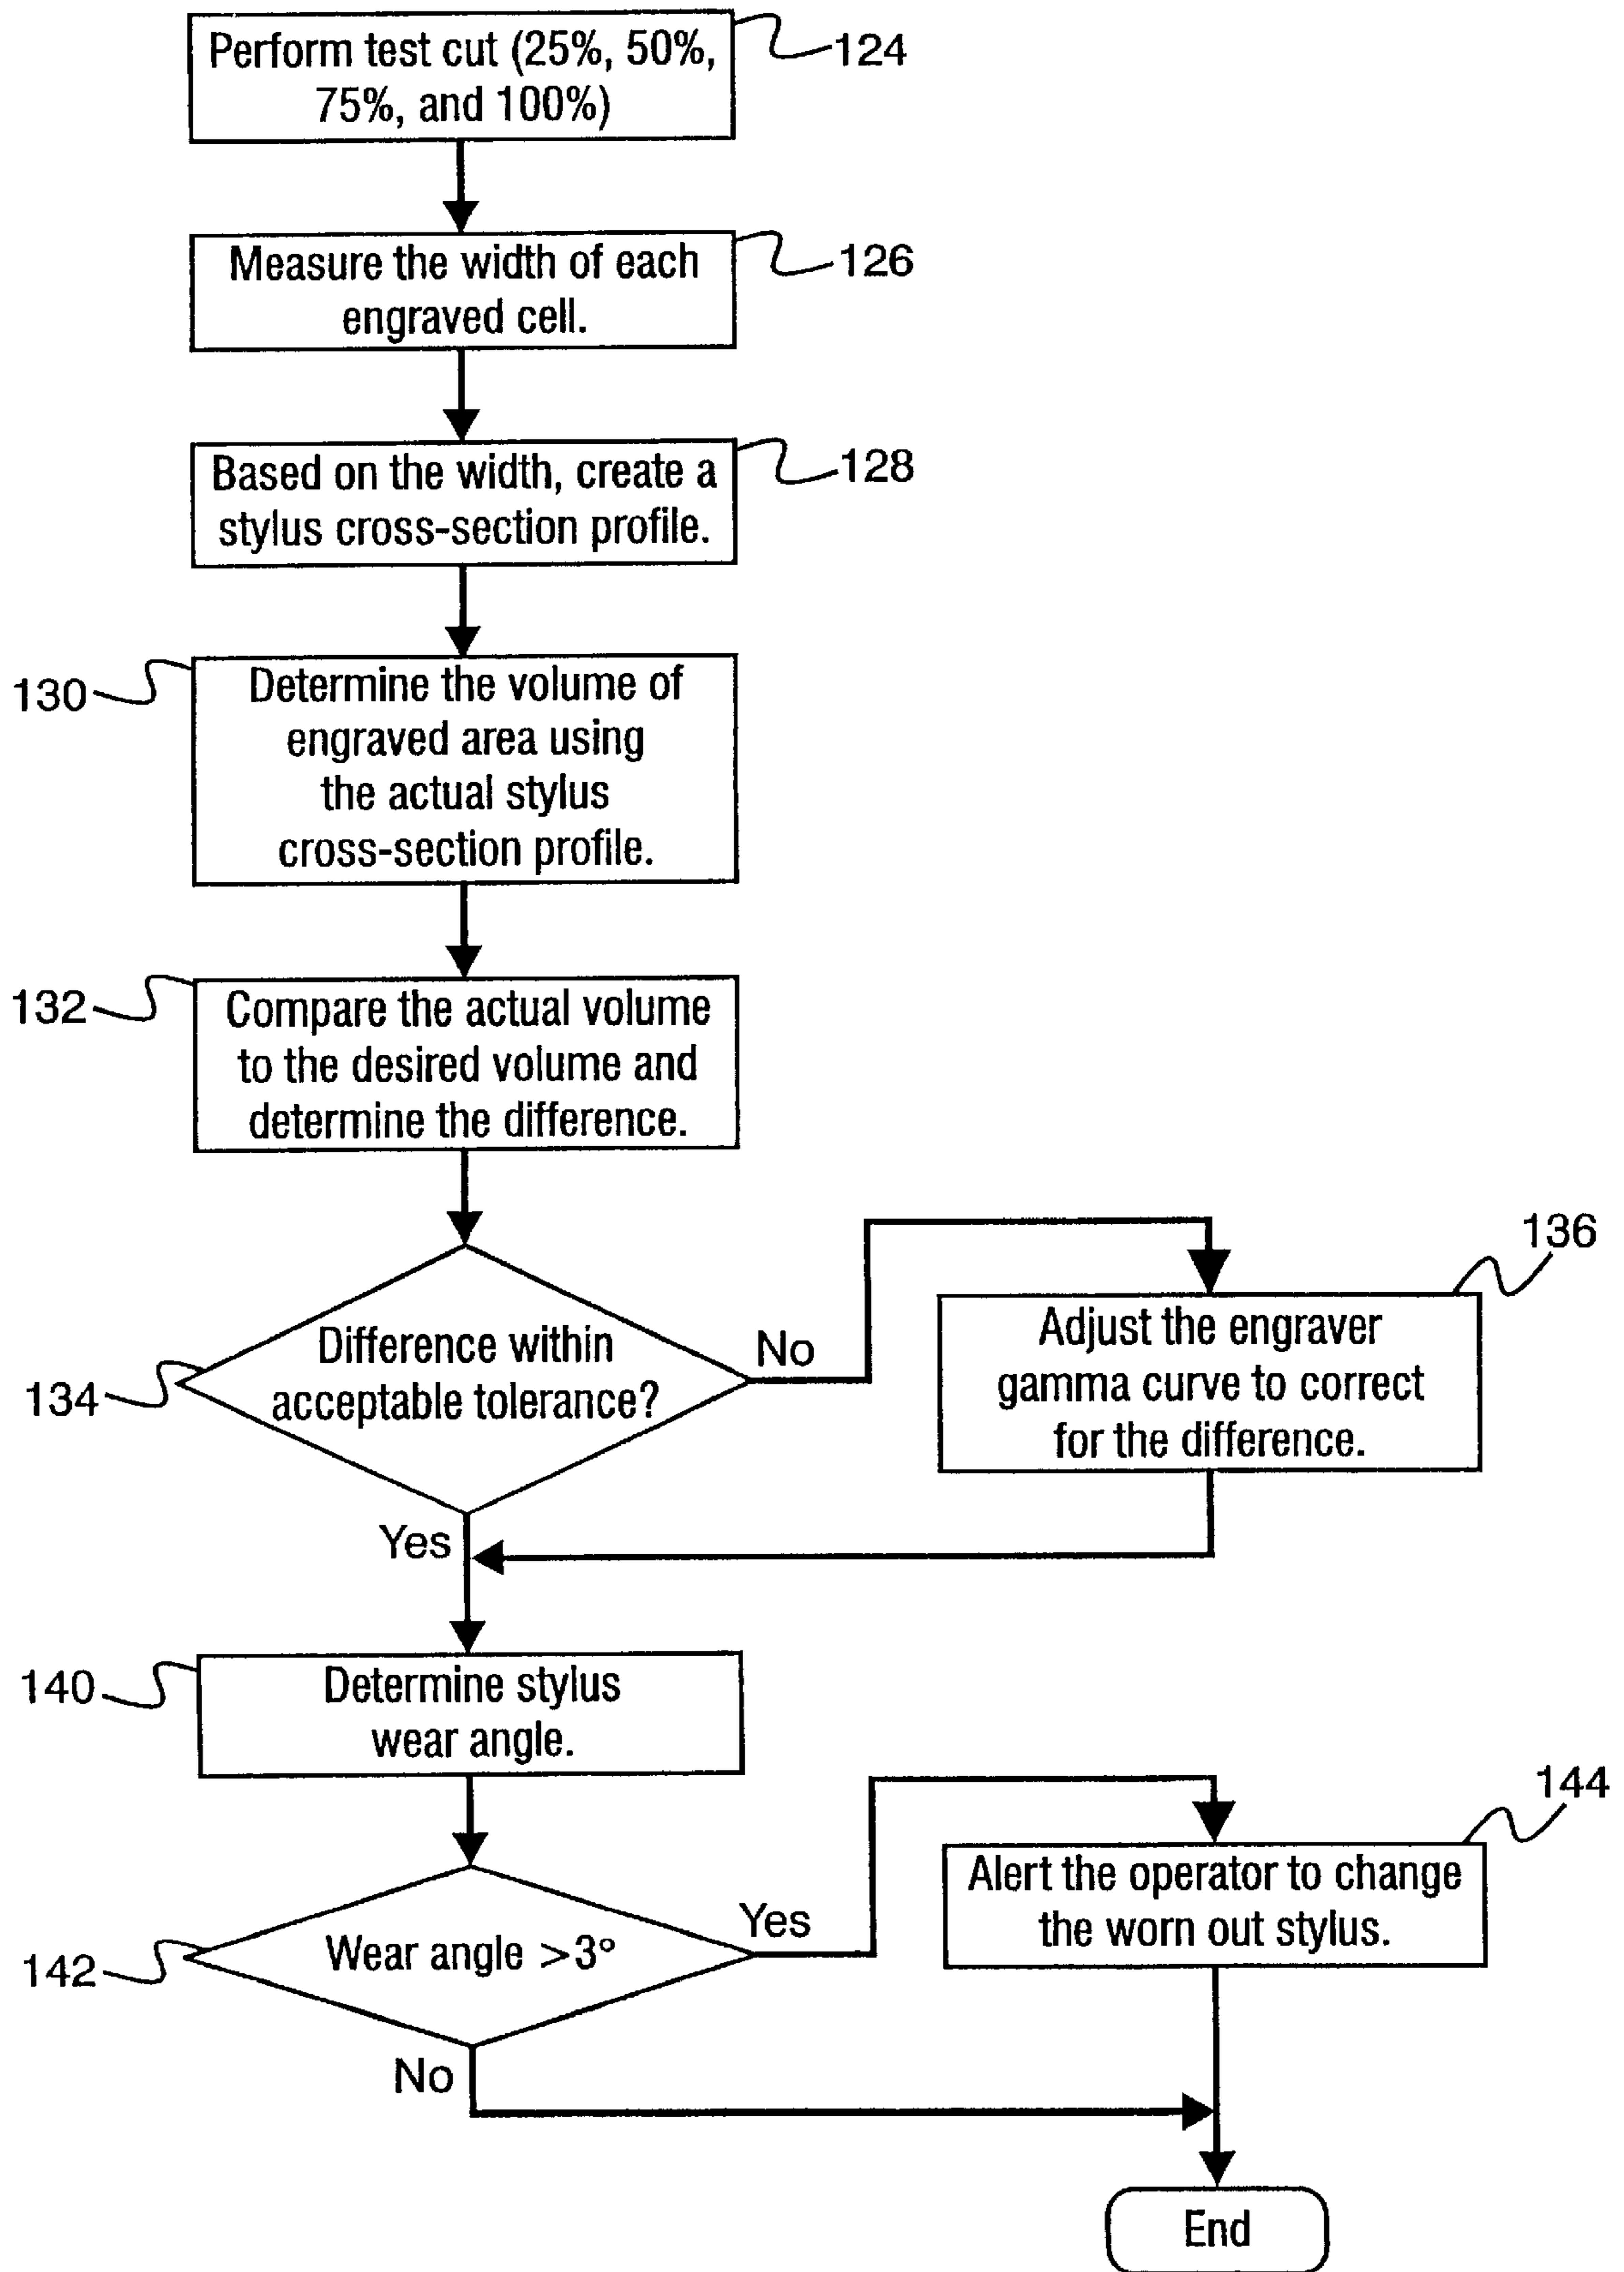 Perform test cut (25%, 50%,
75%, and 100%)
124
Measure the width of each
engraved cell.
126
Based on the width, create a
stylus cross-section profile.
128
130
Determine the volume of
engraved area using
the actual stylus
cross-section profile.
132
Compare the actual volume
to the desired volume and
determine the difference.
134
Difference within
acceptable tolerance?
No
136
Adjust the engraver
gamma curve to correct
for the difference.
Yes
140
Determine stylus
wear angle.
142
Wear angle >3°
Yes
144
Alert the operator to change
the worn out stylus.
No
End